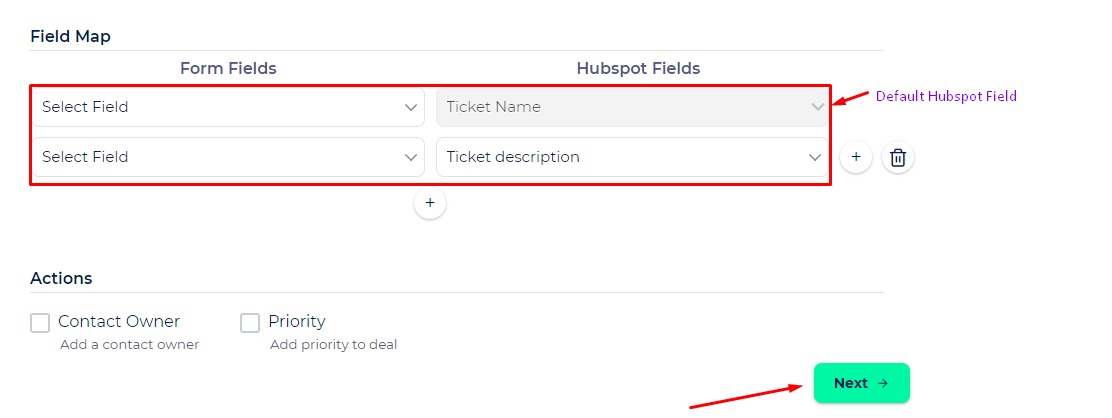 Field Map
Form Fields Hubspot Fields
Select Field Ticket Name Default Hubspot Field
Select Field Ticket description + 
+
Actions
Contact Owner Priority
Add a contact owner Add priority to deal
Next →